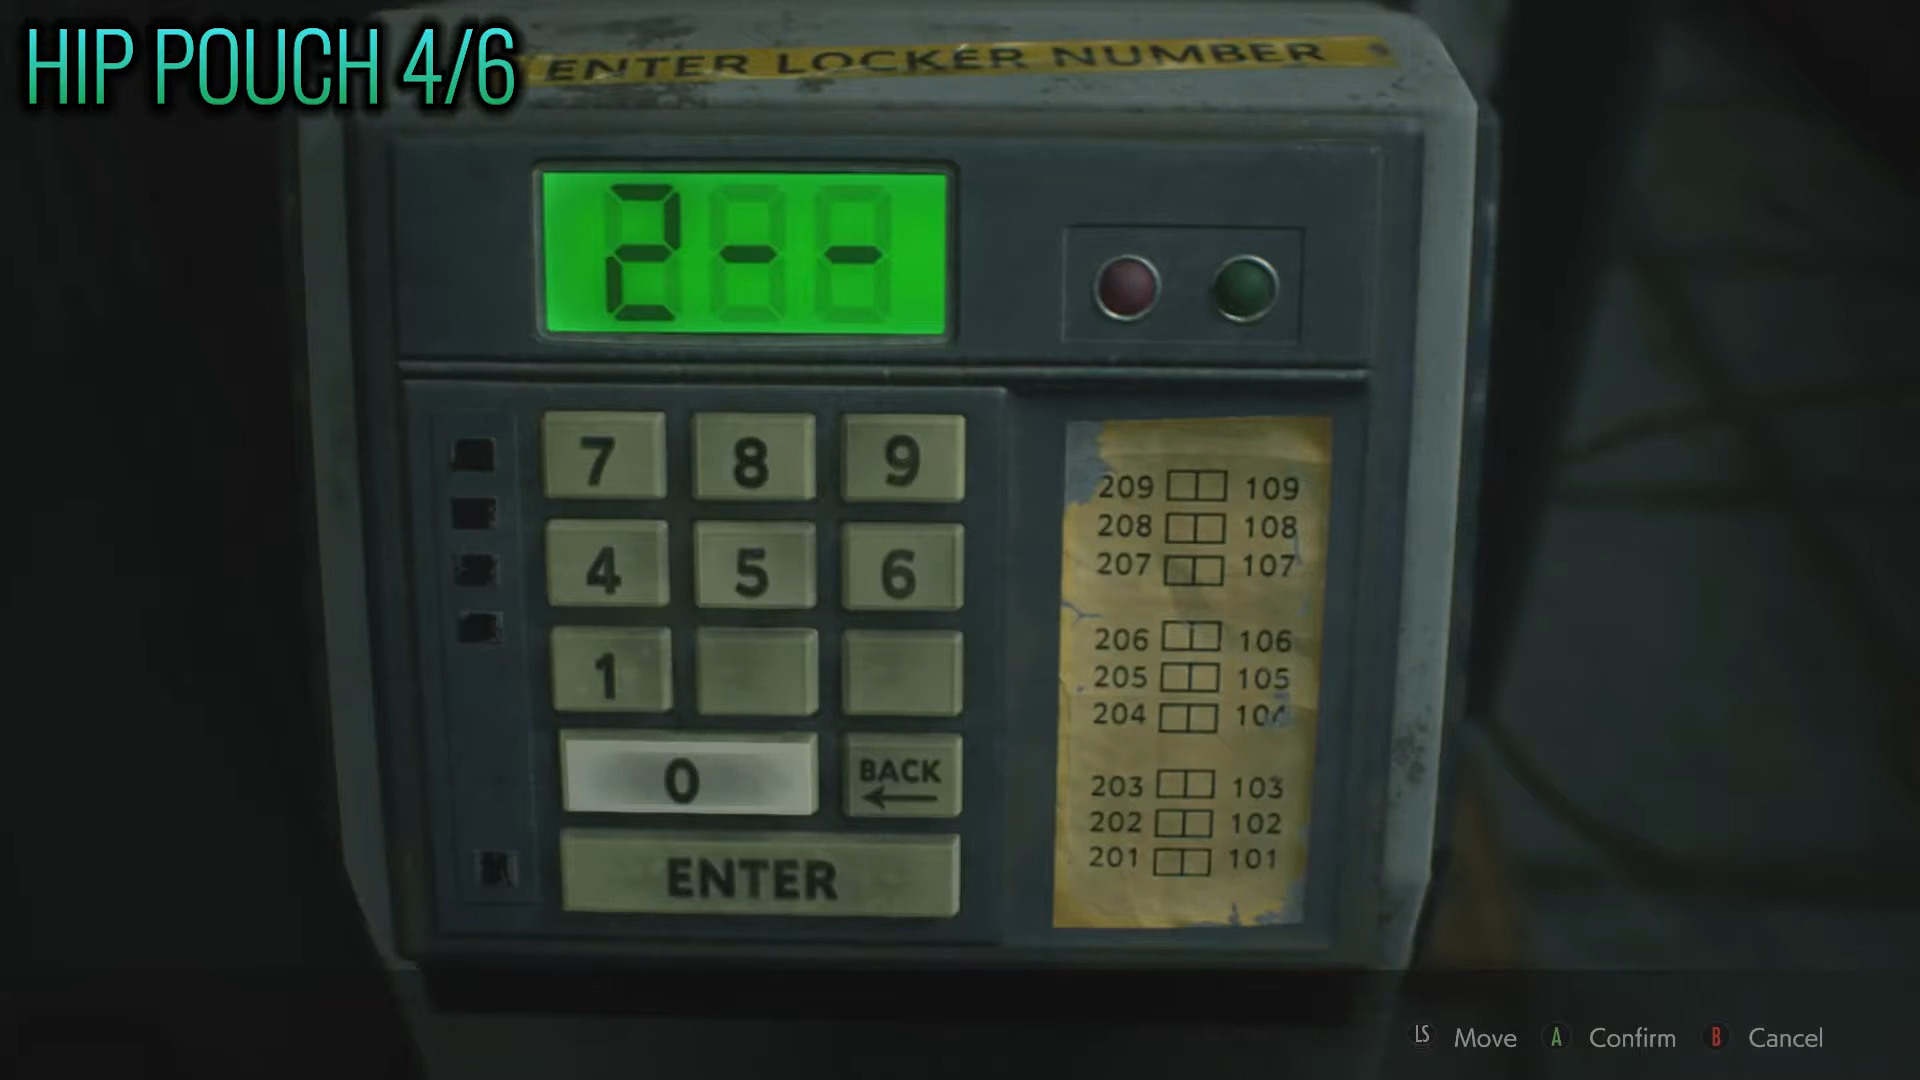 HIP POUCH 4/6
ENTER LOCKER NUMBER
2--
7 8 9
4 5 6
1
0 BACK
ENTER
209 109
208 108
207 107
206 106
205 105
204 104
203 103
202 102
201 101
LS Move A Confirm B Cancel